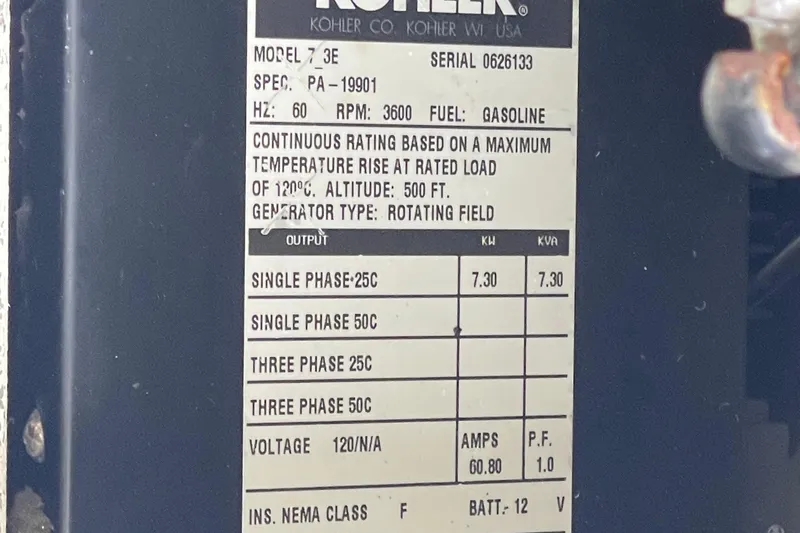 KOHLER®
KOHLER CO. KOHLER WI. USA
MODEL 7_3E SERIAL 0626133
SPEC. PA-19901
HZ: 60 RPM: 3600 FUEL: GASOLINE
CONTINUOUS RATING BASED ON A MAXIMUM
TEMPERATURE RISE AT RATED LOAD
OF 120°C. ALTITUDE: 500 FT.
GENERATOR TYPE: ROTATING FIELD
OUTPUT KW KVA
SINGLE PHASE 25C 7.30 7.30
SINGLE PHASE 50C
THREE PHASE 25C
THREE PHASE 50C
VOLTAGE 120/N/A AMPS P.F.
60.80 1.0
INS. NEMA CLASS F BATT.- 12 V